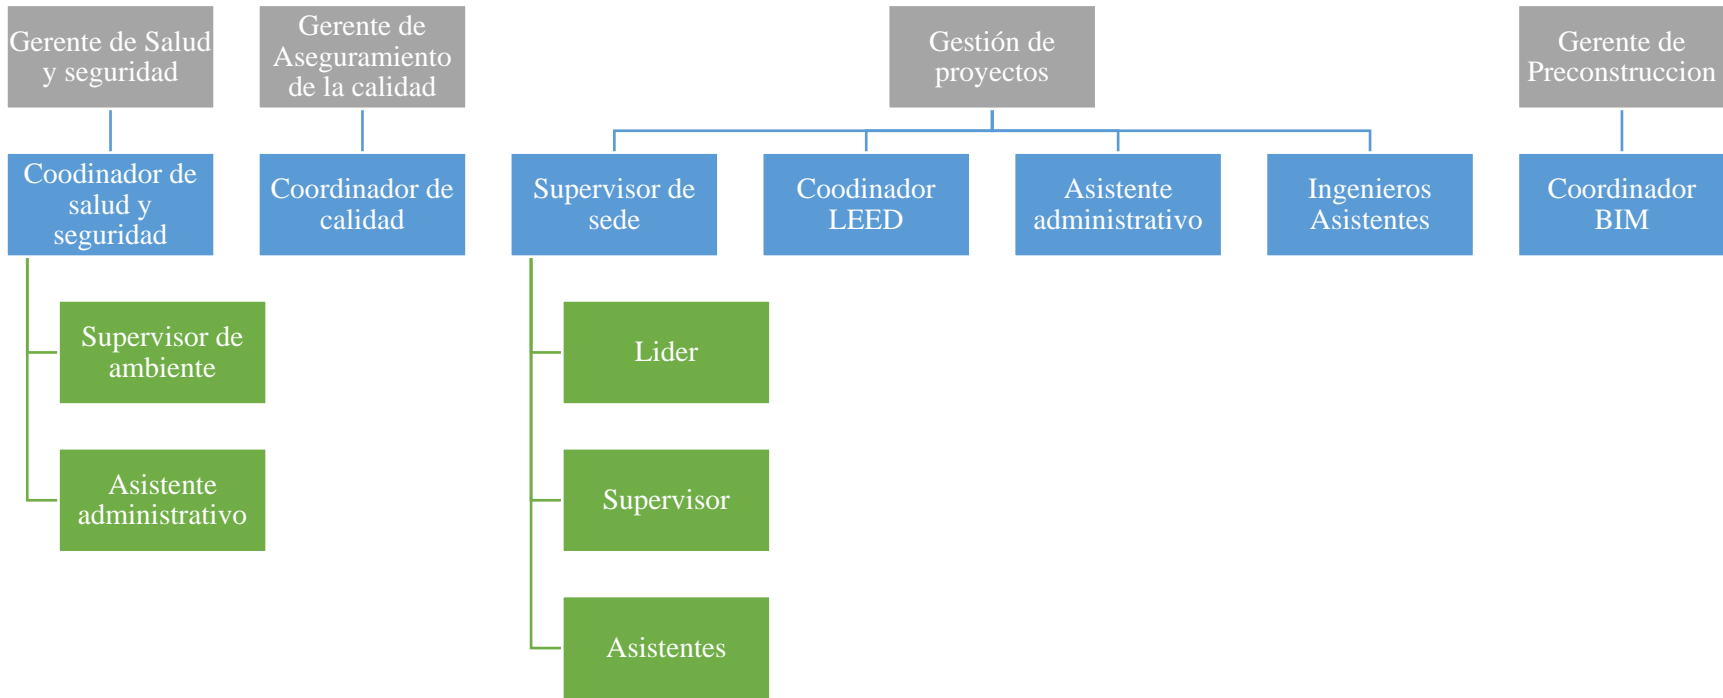 Gerente de Salud
y seguridad
Gerente de
Aseguramiento
de la calidad
Gestión de
proyectos
Gerente de
Preconstruccion
Coodinador de
salud y
seguridad
Coordinador de
calidad
Supervisor de
sede
Coodinador
LEED
Asistente
administrativo
Ingenieros
Asistentes
Coordinador
BIM
Supervisor de
ambiente
Lider
Asistente
administrativo
Supervisor
Asistentes